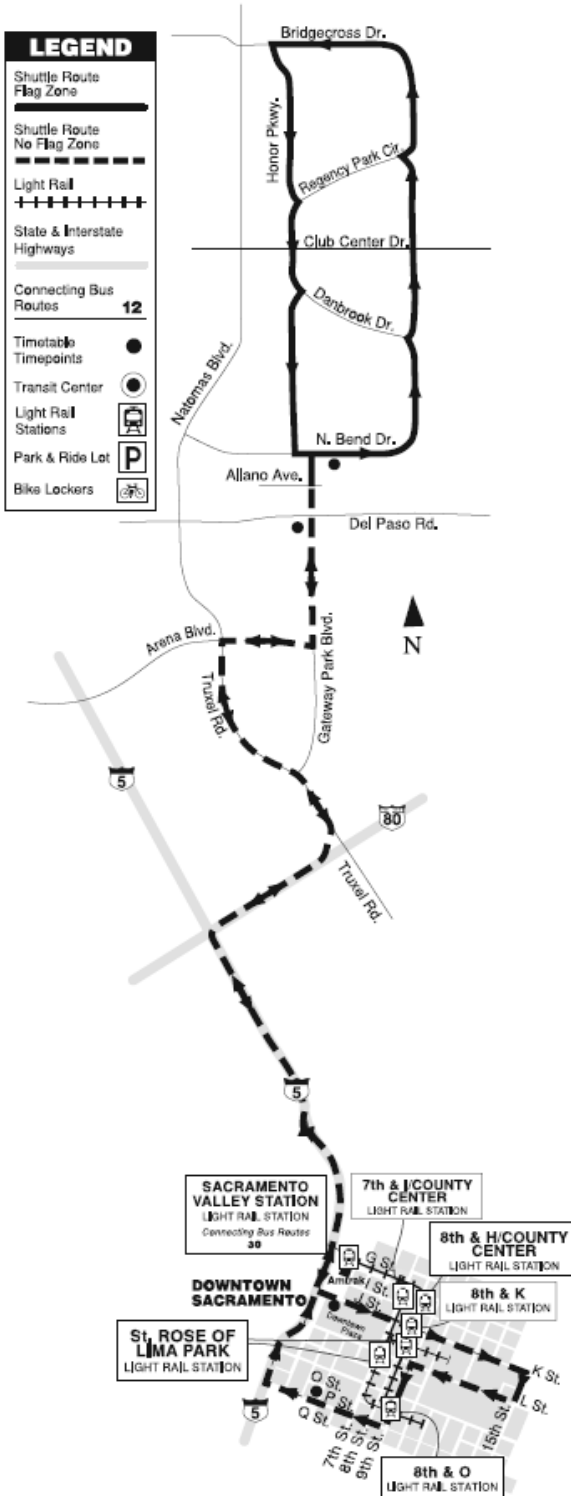 LEGEND
Shuttle Route
Flag Zone
Shuttle Route
No Flag Zone
Light Rail
State & Interstate
Highways
Connecting Bus
Routes 12
Timetable
Timepoints
Transit Center
Light Rail
Stations
Park & Ride Lot P
Bike Lockers
Bridgecross Dr.
Honor Pkwy.
Regency Park Cir.
Club Center Dr.
Danbrook Dr.
Natomas Blvd.
N. Bend Dr.
Allano Ave.
Del Paso Rd.
N
Arena Blvd.
Truxel Rd.
Gateway Park Blvd.
5
80
Truxel Rd.
5
SACRAMENTO
VALLEY STATION
LIGHT RAIL STATION
Connecting Bus Routes
30
7th & I/COUNTY
CENTER
LIGHT RAIL STATION
8th & H/COUNTY
CENTER
LIGHT RAIL STATION
8th & K
LIGHT RAIL STATION
G St.
Amtrak
I St.
J St.
DOWNTOWN
SACRAMENTO
Downtown
Plaza
St. ROSE OF
LIMA PARK
LIGHT RAIL STATION
K St.
L St.
15th St.
O St.
P St.
Q St.
7th St.
8th St.
9th St.
5
8th & O
LIGHT RAIL STATION